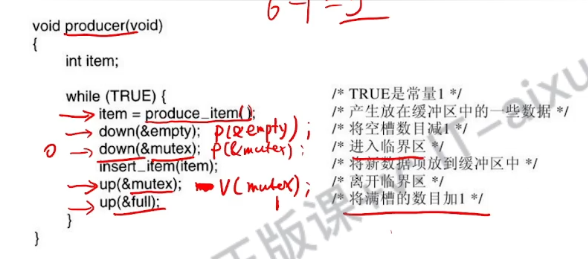 6-1=5
void producer(void)
{
int item;
while (TRUE) { /* TRUE是常量1 */
item = produce_item(); /* 产生放在缓冲区中的一些数据 */
down(&empty); P(&empty); /* 将空槽数目减1 */
0 down(&mutex); P(&mutex); /* 进入临界区 */
insert_item(item); /* 将新数据项放到缓冲区中 */
up(&mutex); V(mutex); /* 离开临界区 */
up(&full); 1 /* 将满槽的数目加1 */
}
}